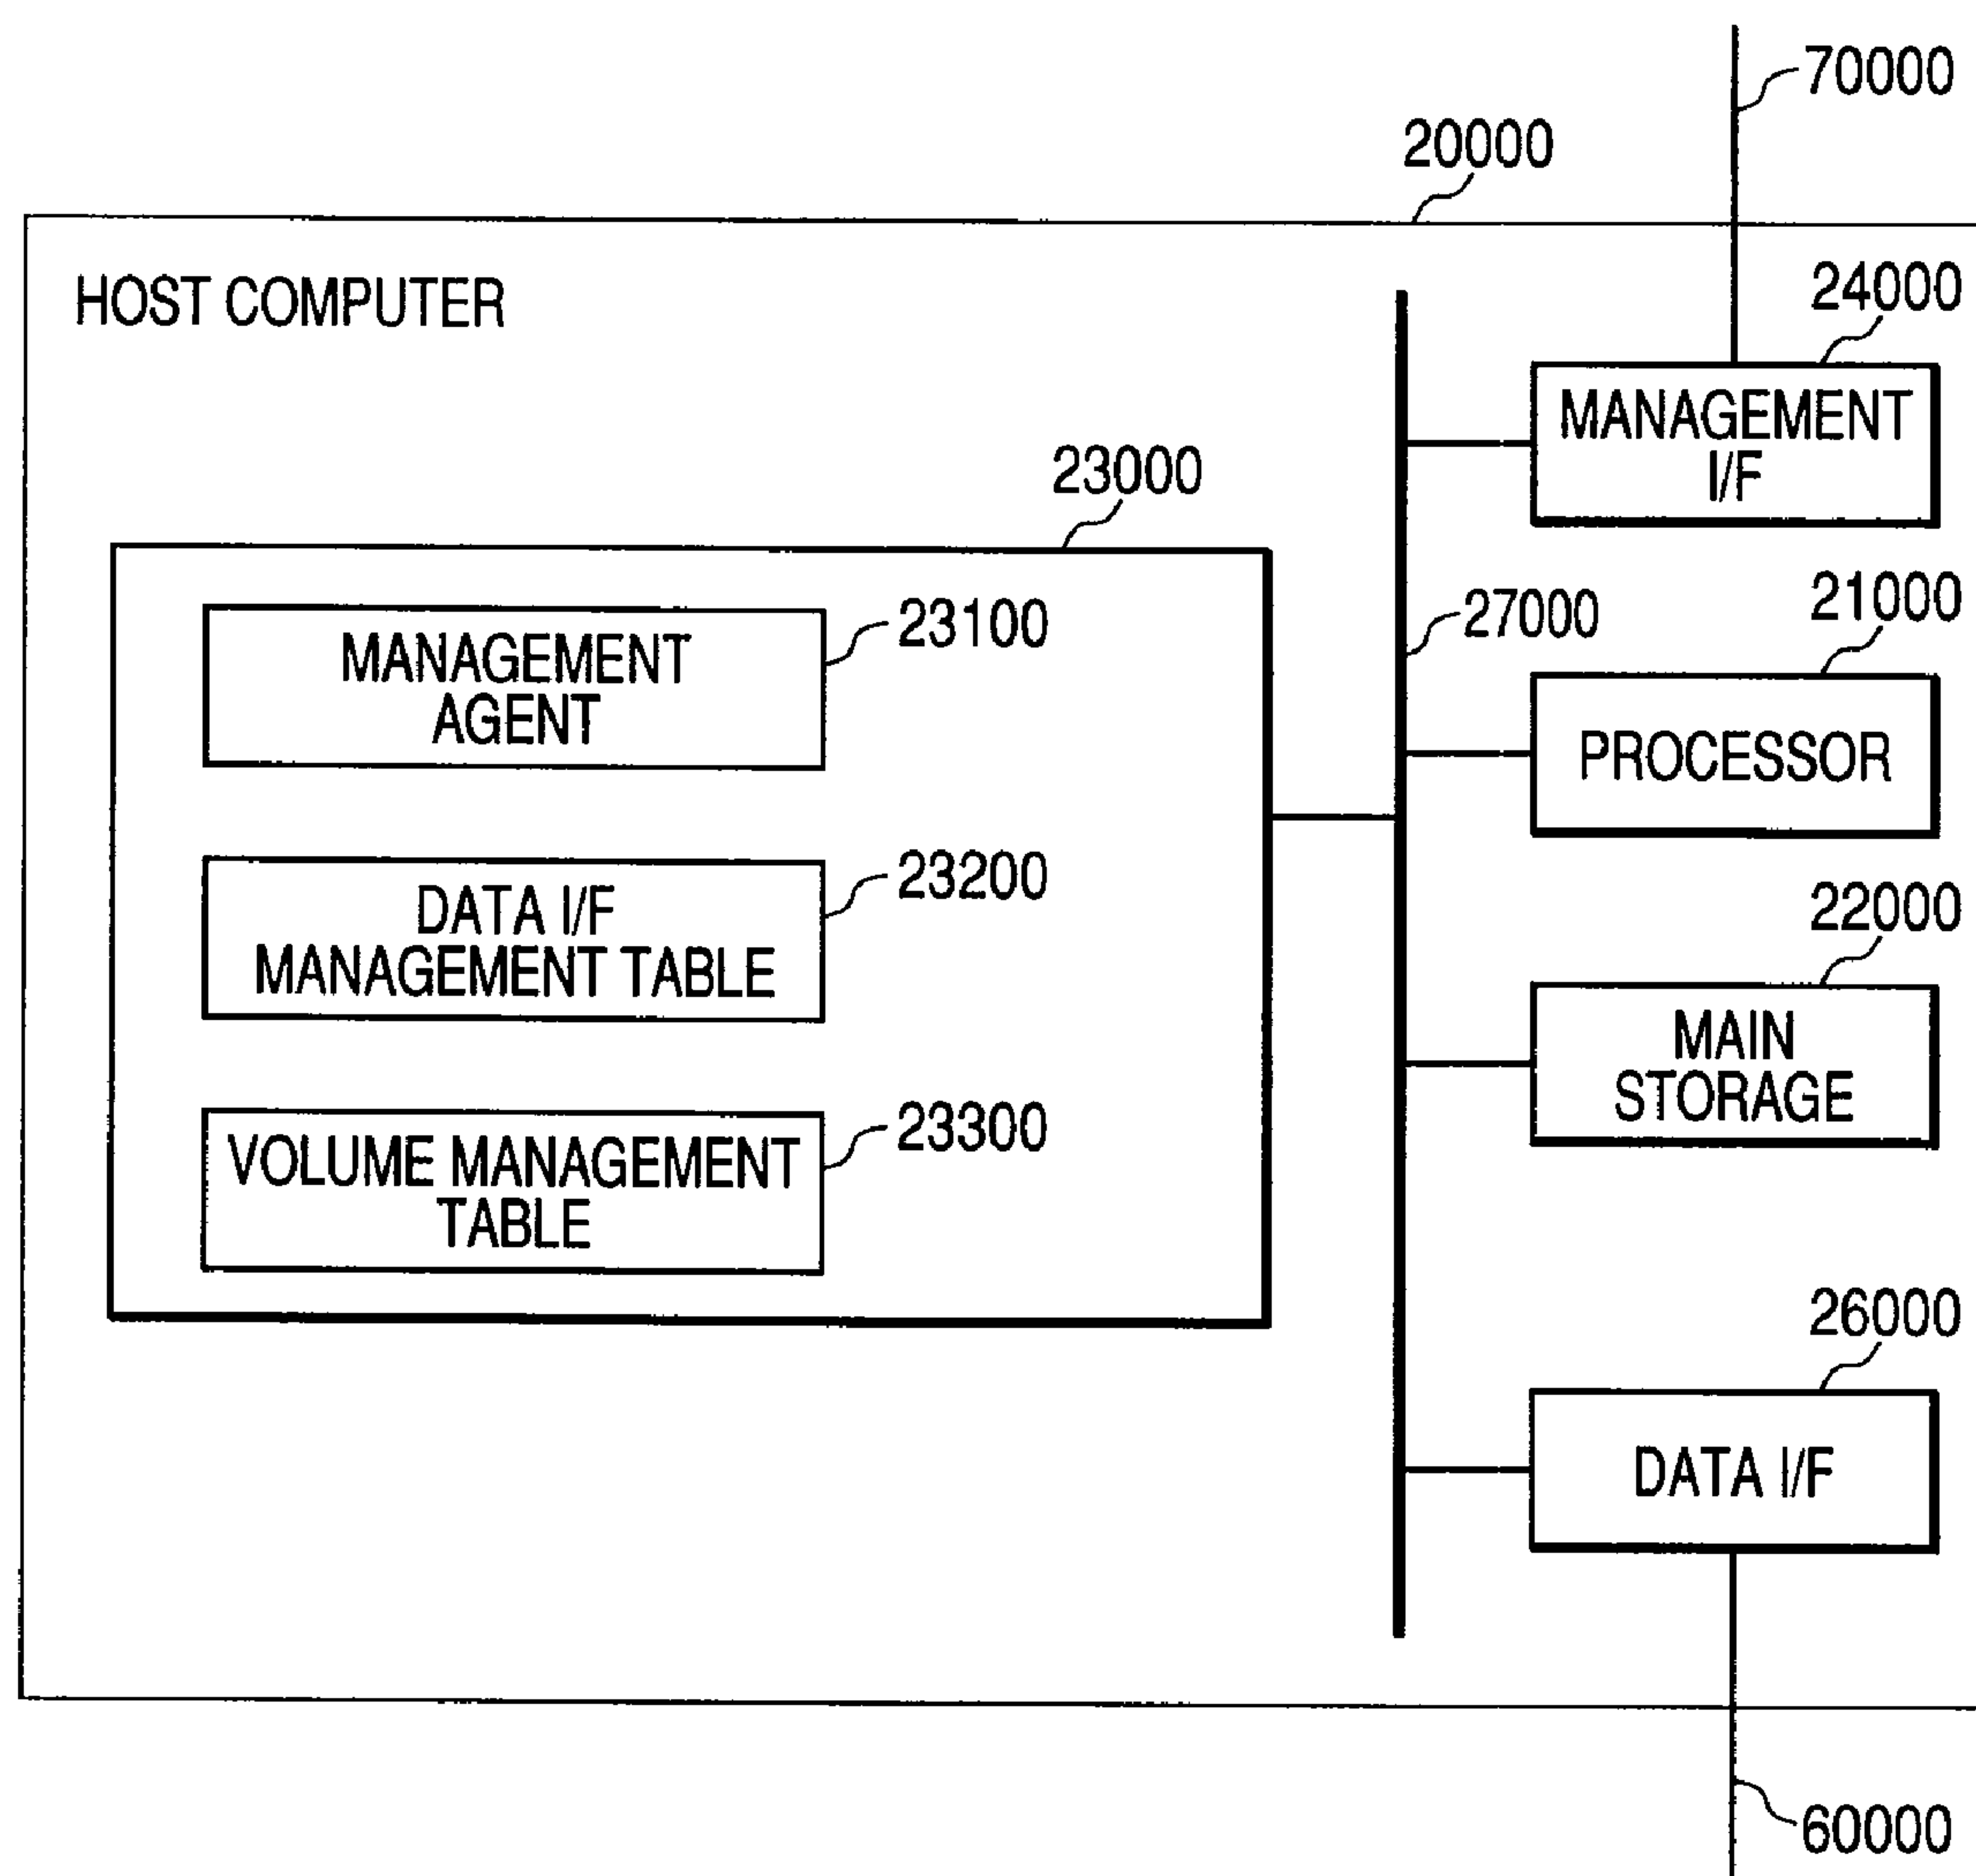 70000
20000
HOST COMPUTER
24000
MANAGEMENT
I/F
23000
23100
MANAGEMENT
AGENT
27000
21000
PROCESSOR
23200
DATA I/F
MANAGEMENT TABLE
22000
MAIN
STORAGE
23300
VOLUME MANAGEMENT
TABLE
26000
DATA I/F
60000